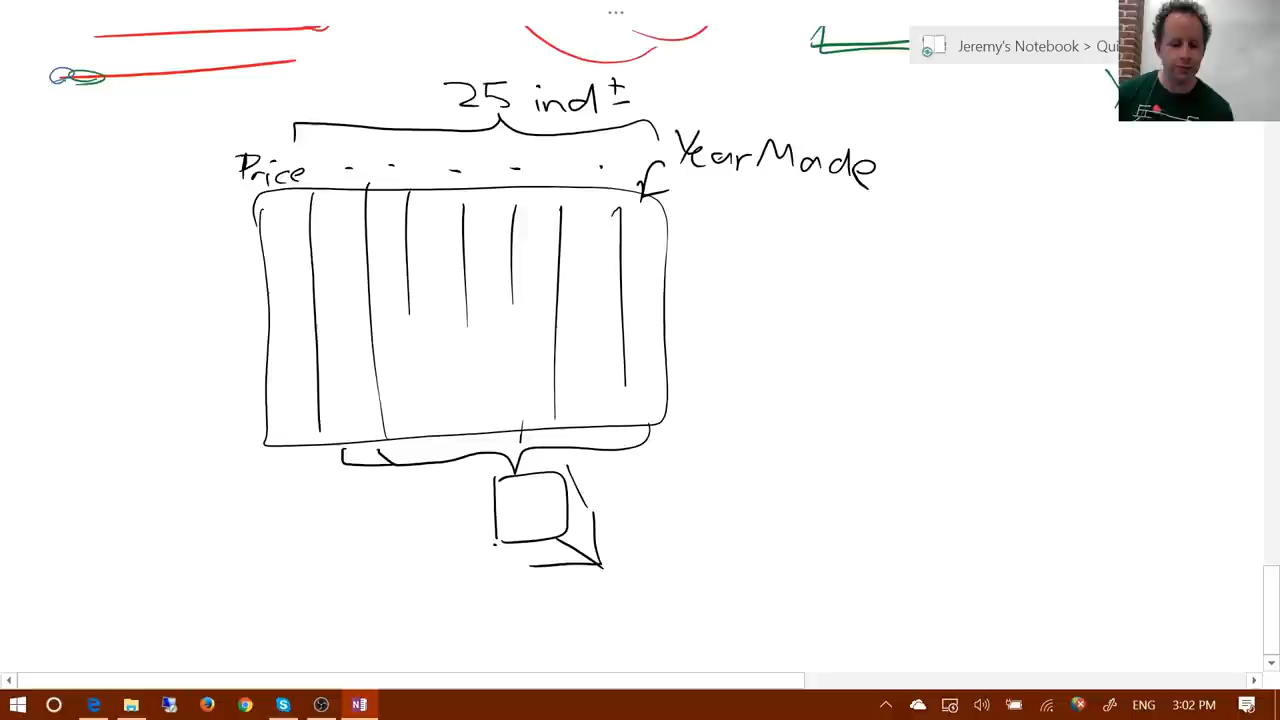 Jeremy's Notebook > Qui
25 ind ±
Price - - - - . YearMade
ENG 3:02 PM